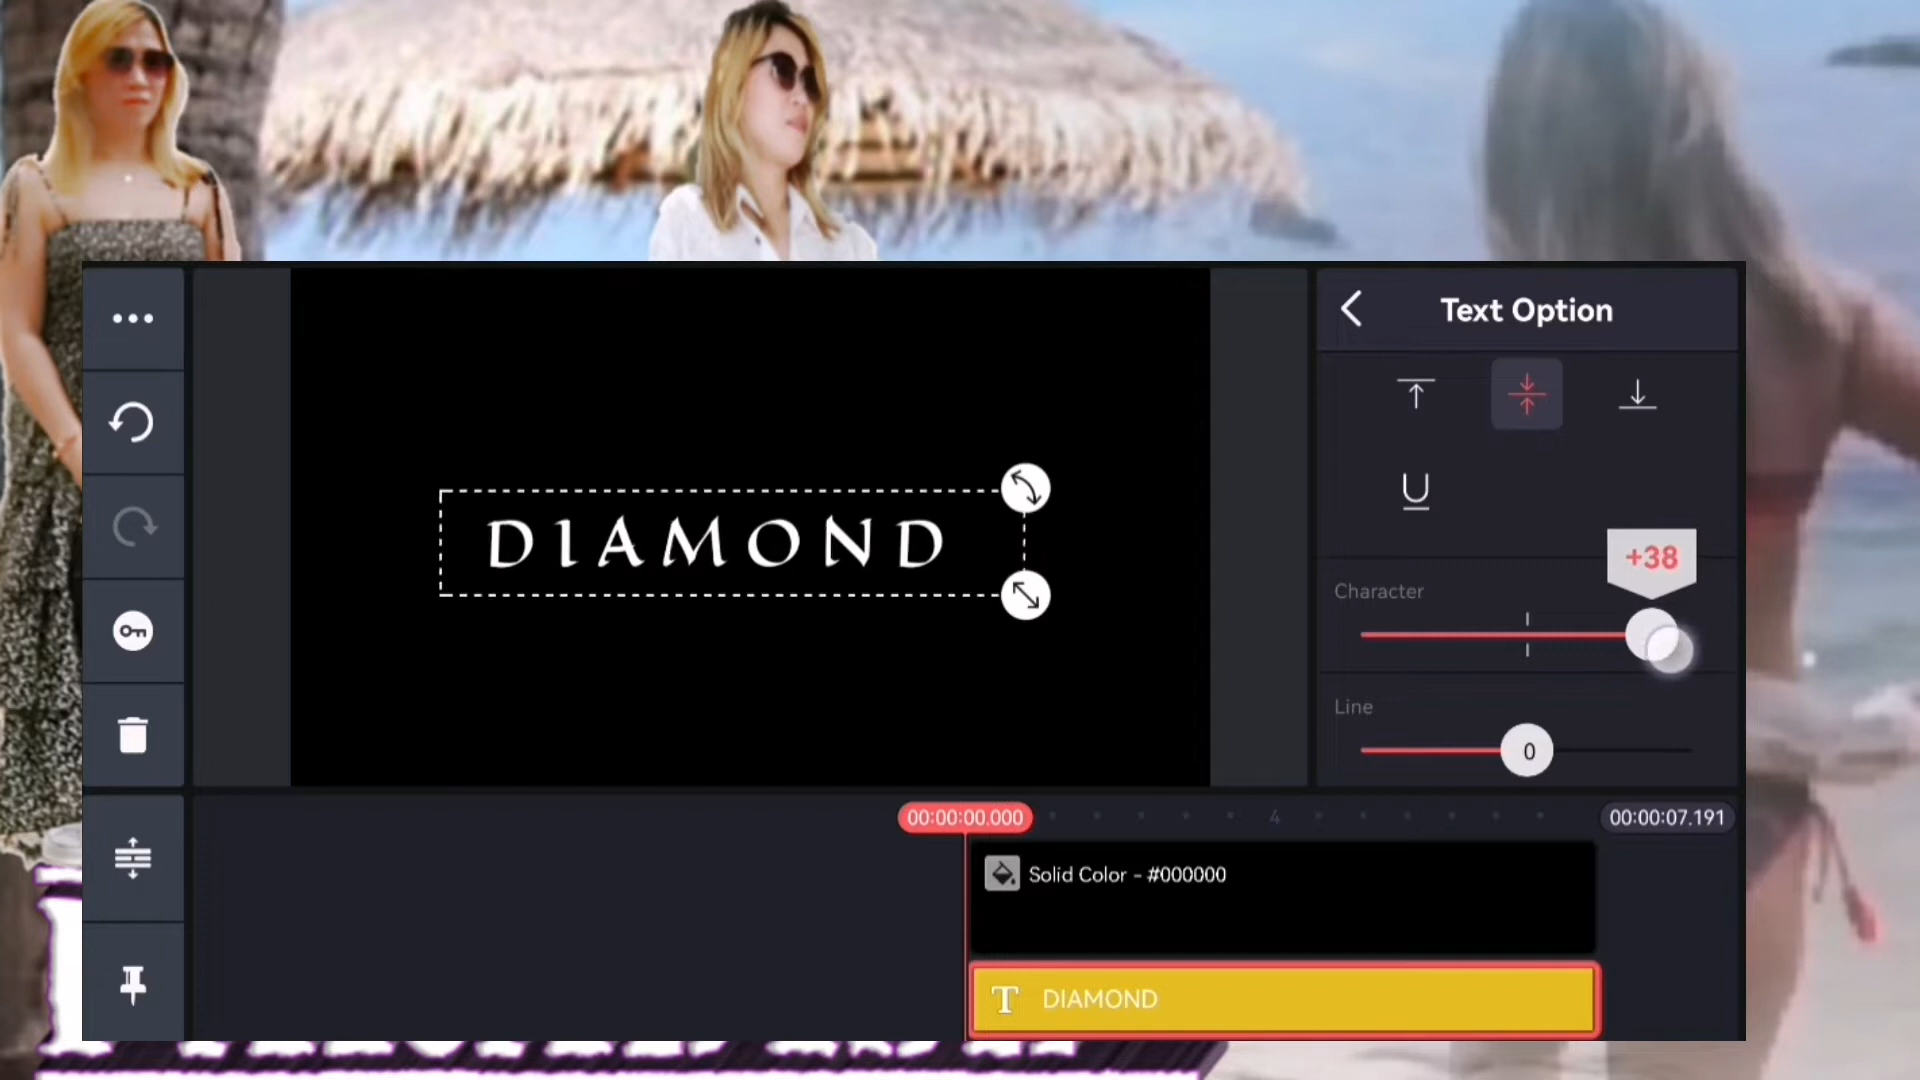 Text Option
DIAMOND
+38
Character
Line
0
00:00:00.000
4
00:00:07.191
Solid Color - #000000
T DIAMOND